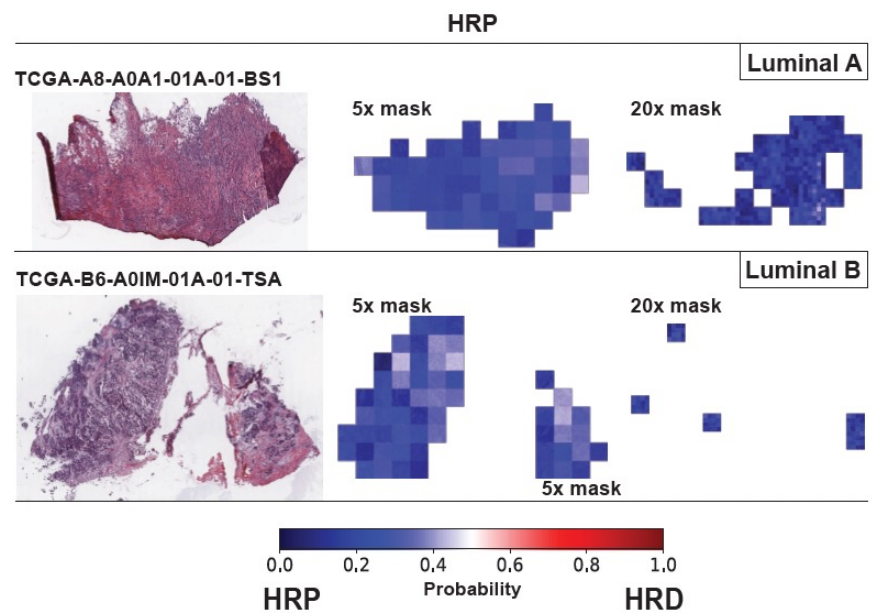 HRP
Luminal A
TCGA-A8-A0A1-01A-01-BS1
5x mask
20x mask
Luminal B
TCGA-B6-A0IM-01A-01-TSA
5x mask
20x mask
5x mask
0.0 0.2 0.4 0.6 0.8 1.0
HRP Probability HRD